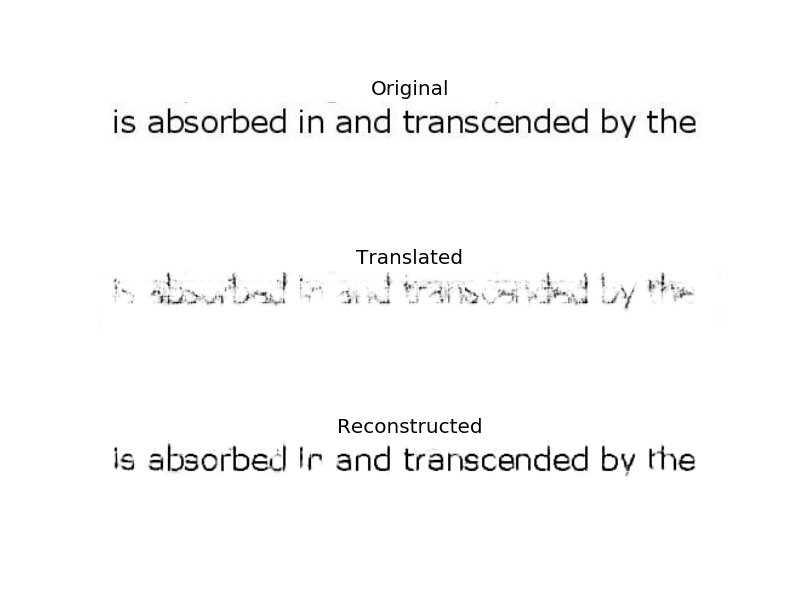 Original
is absorbed in and transcended by the
Translated
is absorbed in and transcended by the
Reconstructed
is absorbed in and transcended by the